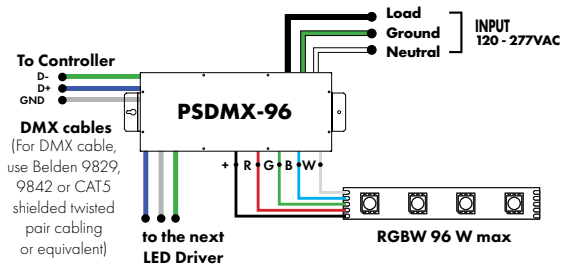 Load
Ground
Neutral
INPUT
120 - 277VAC
To Controller
D-
D+
GND
PSDMX-96
DMX cables
(For DMX cable,
use Belden 9829,
9842 or CAT5
shielded twisted
pair cabling
or equivalent)
+ R G B W
to the next
LED Driver
RGBW 96 W max